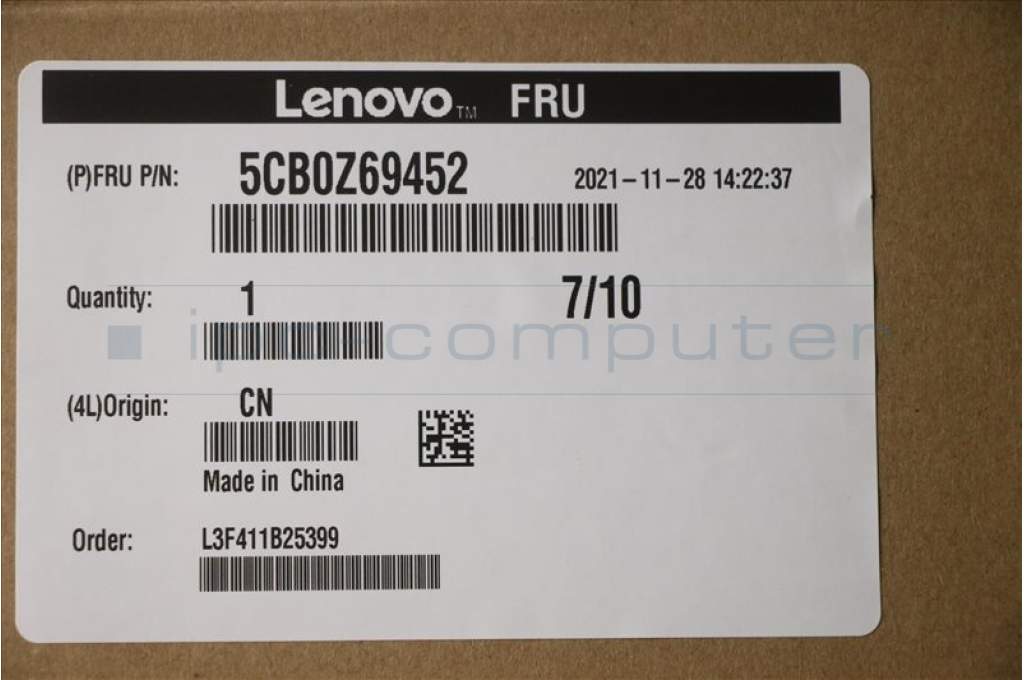 Lenovo™ FRU
(P)FRU P/N: 5CB0Z69452 2021-11-28 14:22:37
Quantity: 1 7/10
ipc-computer
(4L)Origin: CN
Made in China
Order: L3F411B25399